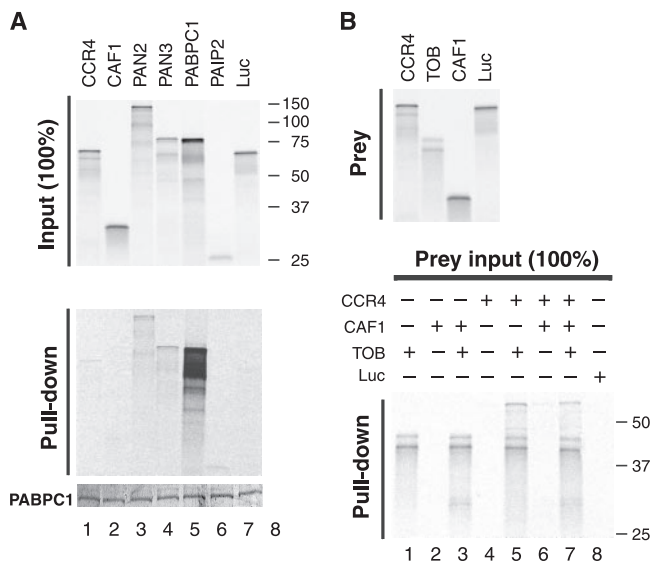 A
CCR4 CAF1 PAN2 PAN3 PABPC1 PAIP2 Luc
Input (100%)
– 150
– 100
– 75
– 50
– 37
– 25
Pull-down
PABPC1
1 2 3 4 5 6 7 8
B
CCR4 TOB CAF1 Luc
Prey
Prey input (100%)
CCR4 – – – + + + + –
CAF1 – + + – – + + –
TOB + – + – + – + –
Luc – – – – – – – +
Pull-down
– 50
– 37
– 25
1 2 3 4 5 6 7 8